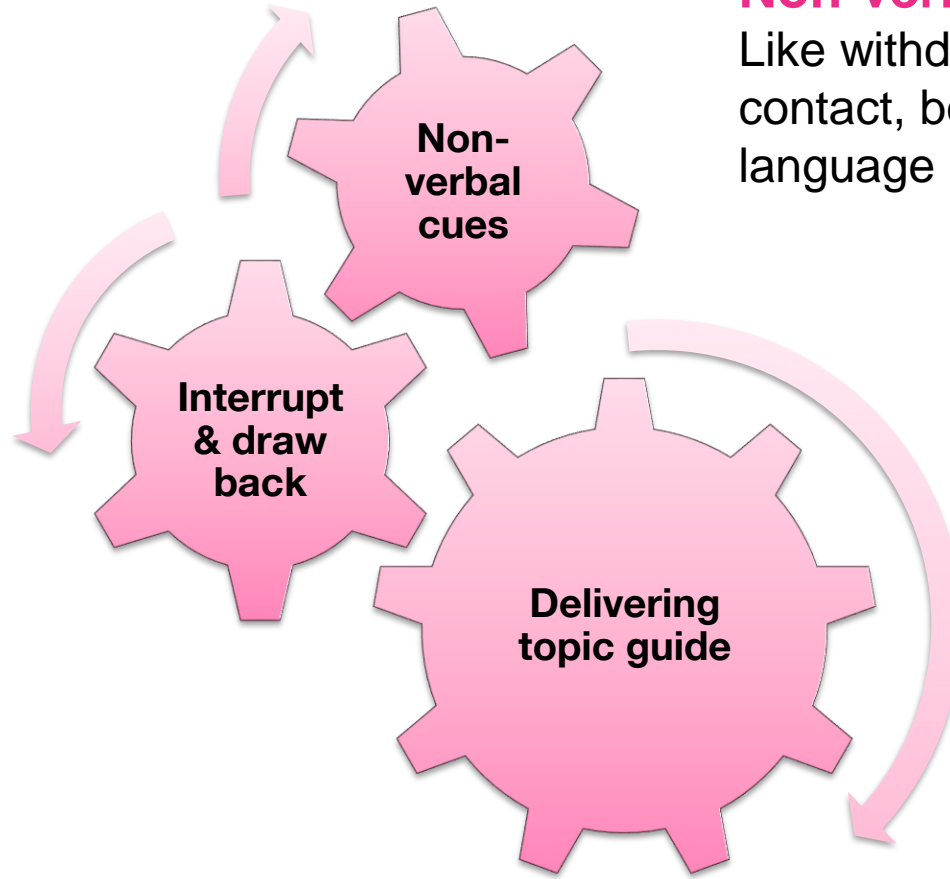 Like
contact,
language
Non-
verbal
cues
Interrupt
& draw
back
Delivering
topic guide